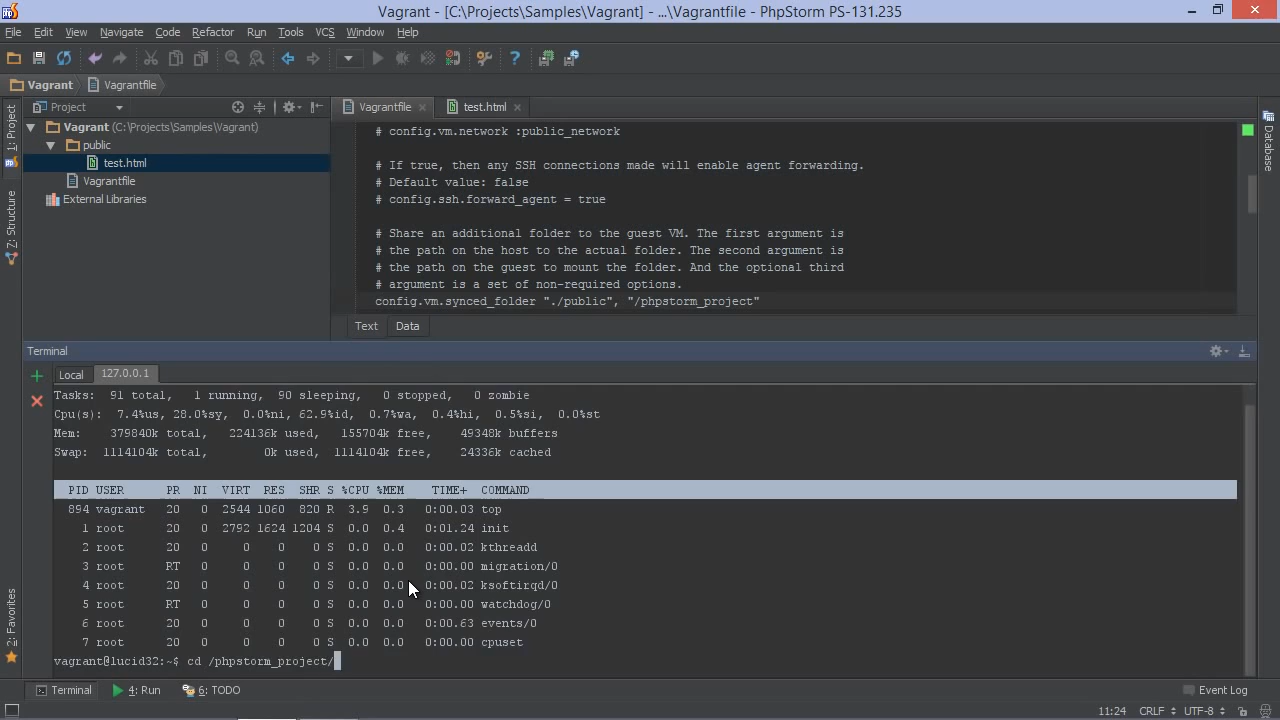 Vagrant - [C:\Projects\Samples\Vagrant] - ...\Vagrantfile - PhpStorm PS-131.235
File Edit View Navigate Code Refactor Run Tools VCS Window Help
Vagrant Vagrantfile
1: Project
Z: Structure
2: Favorites
Project
Vagrant (C:\Projects\Samples\Vagrant)
public
test.html
Vagrantfile
External Libraries
Vagrantfile test.html
# config.vm.network :public_network
# If true, then any SSH connections made will enable agent forwarding.
# Default value: false
# config.ssh.forward_agent = true
# Share an additional folder to the guest VM. The first argument is
# the path on the host to the actual folder. The second argument is
# the path on the guest to mount the folder. And the optional third
# argument is a set of non-required options.
config.vm.synced_folder "./public", "/phpstorm_project"
Text Data
Database
Terminal
Local 127.0.0.1
Tasks: 91 total, 1 running, 90 sleeping, 0 stopped, 0 zombie
Cpu(s): 7.4%us, 28.0%sy, 0.0%ni, 62.9%id, 0.7%wa, 0.4%hi, 0.5%si, 0.0%st
Mem: 379840k total, 224136k used, 155704k free, 49348k buffers
Swap: 1114104k total, 0k used, 1114104k free, 24336k cached
PID USER PR NI VIRT RES SHR S %CPU %MEM TIME+ COMMAND
894 vagrant 20 0 2544 1060 820 R 3.9 0.3 0:00.03 top
1 root 20 0 2792 1624 1204 S 0.0 0.4 0:01.24 init
2 root 20 0 0 0 0 S 0.0 0.0 0:00.02 kthreadd
3 root RT 0 0 0 0 S 0.0 0.0 0:00.00 migration/0
4 root 20 0 0 0 0 S 0.0 0.0 0:00.02 ksoftirqd/0
5 root RT 0 0 0 0 S 0.0 0.0 0:00.00 watchdog/0
6 root 20 0 0 0 0 S 0.0 0.0 0:00.63 events/0
7 root 20 0 0 0 0 S 0.0 0.0 0:00.00 cpuset
vagrant@lucid32:~$ cd /phpstorm_project/
Terminal 4: Run 6: TODO Event Log
11:24 CRLF UTF-8